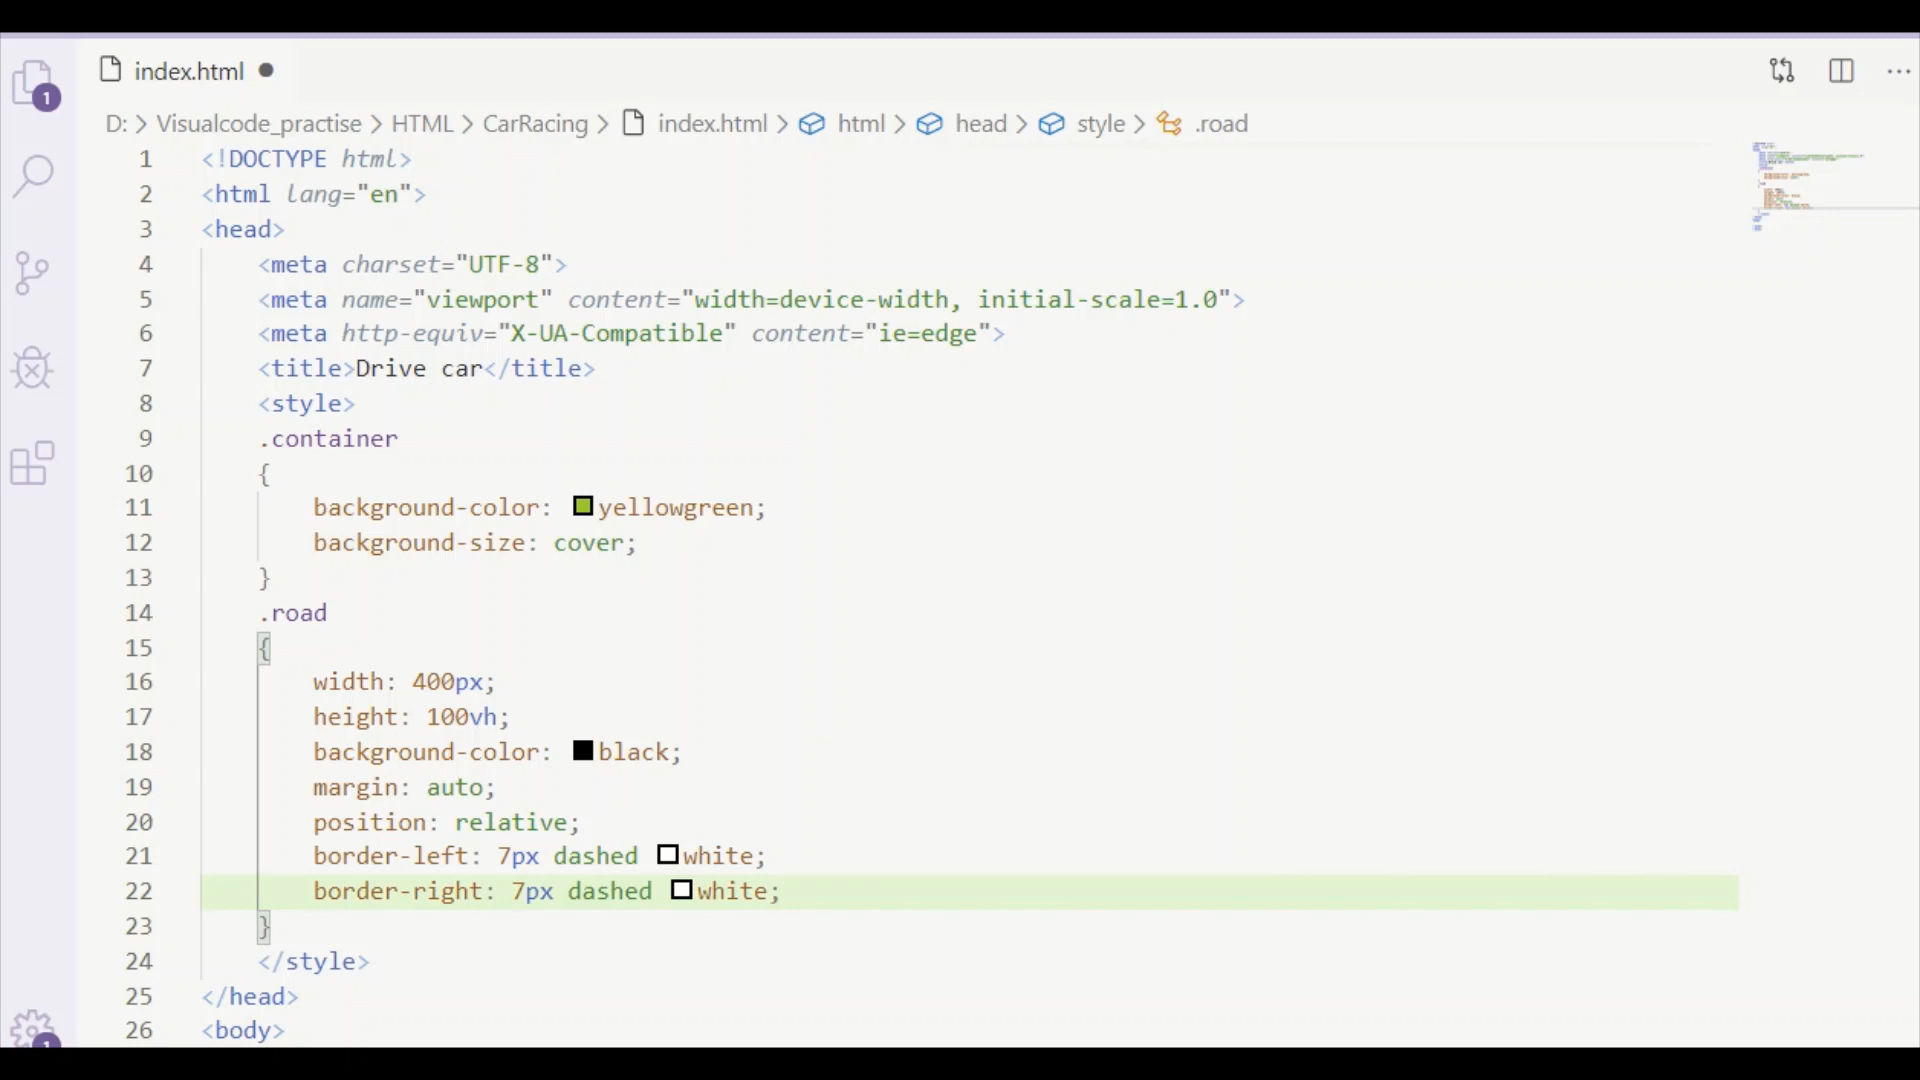 index.html
D: > Visualcode_practise > HTML > CarRacing > index.html > html > head > style > .road
1 <!DOCTYPE html>
2 <html lang="en">
3 <head>
4     <meta charset="UTF-8">
5     <meta name="viewport" content="width=device-width, initial-scale=1.0">
6     <meta http-equiv="X-UA-Compatible" content="ie=edge">
7     <title>Drive car</title>
8     <style>
9     .container
10     {
11         background-color: yellowgreen;
12         background-size: cover;
13     }
14     .road
15     {
16         width: 400px;
17         height: 100vh;
18         background-color: black;
19         margin: auto;
20         position: relative;
21         border-left: 7px dashed white;
22         border-right: 7px dashed white;
23     }
24     </style>
25 </head>
26 <body>
1
1